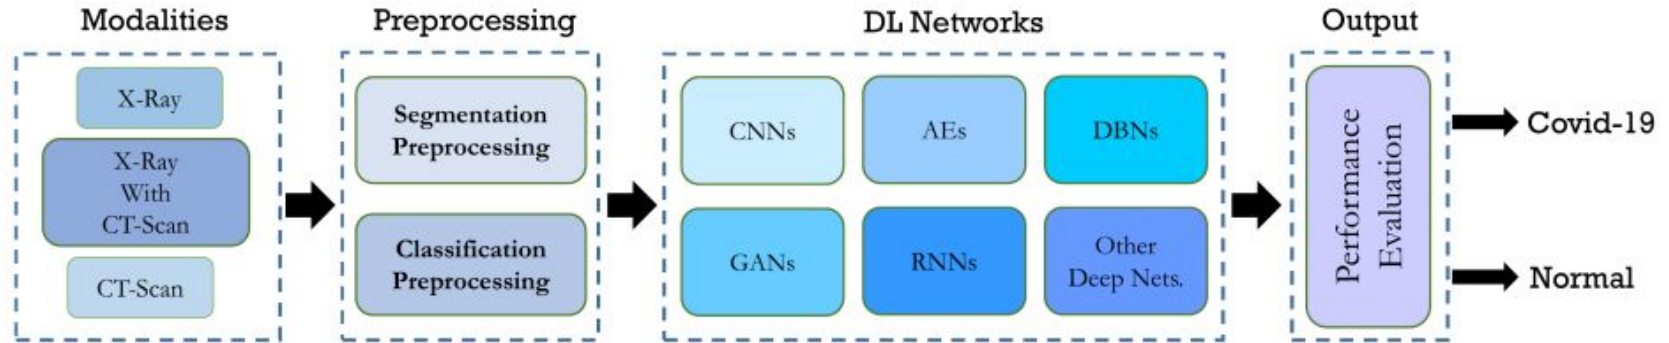 Modalities
X-Ray
X-Ray
With
CT-Scan
CT-Scan
Preprocessing
Segmentation
Preprocessing
Classification
Preprocessing
DL Networks
CNNs
AEs
DBNs
GANs
RNNs
Other
Deep Nets.
Output
Performance
Evaluation
Covid-19
Normal